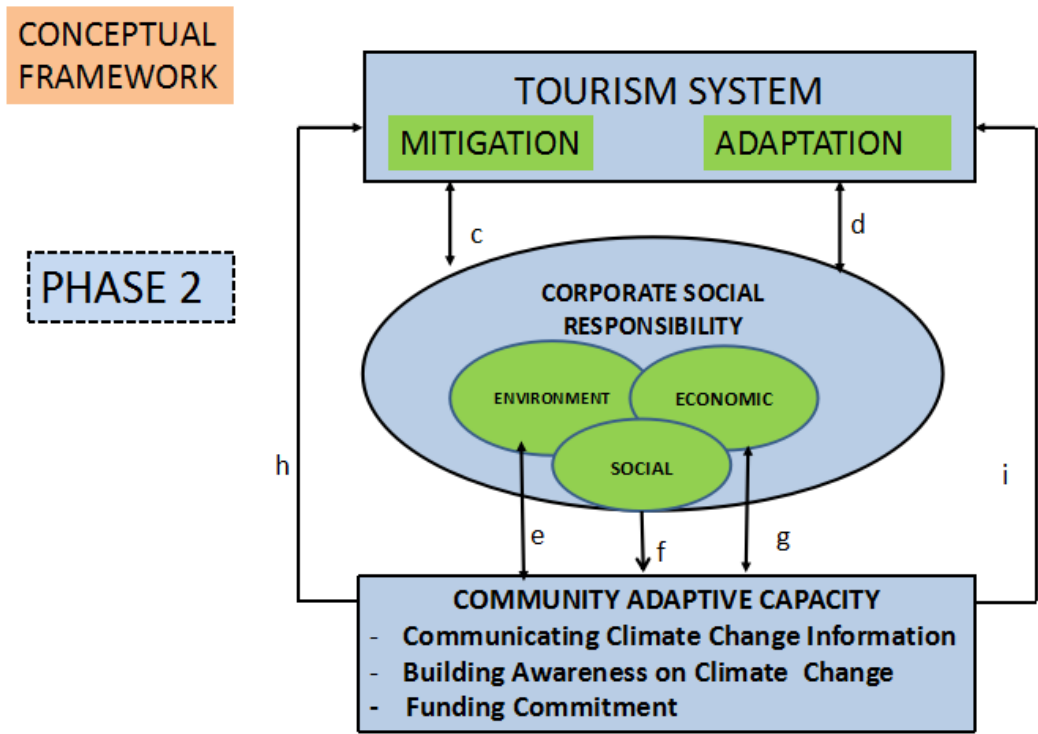 CONCEPTUAL
FRAMEWORK
TOURISM SYSTEM
MITIGATION
ADAPTATION
c
d
PHASE 2
CORPORATE SOCIAL
RESPONSIBILITY
ENVIRONMENT
ECONOMIC
SOCIAL
h
i
e
f
g
COMMUNITY ADAPTIVE CAPACITY
- Communicating Climate Change Information
- Building Awareness on Climate Change
- Funding Commitment